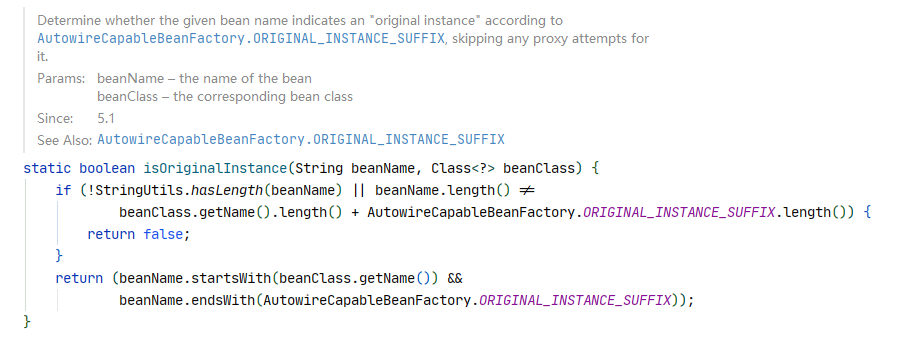 Determine whether the given bean name indicates an "original instance" according to
AutowireCapableBeanFactory.ORIGINAL_INSTANCE_SUFFIX, skipping any proxy attempts for
it.
Params: beanName – the name of the bean
beanClass – the corresponding bean class
Since: 5.1
See Also: AutowireCapableBeanFactory.ORIGINAL_INSTANCE_SUFFIX
static boolean isOriginalInstance(String beanName, Class<?> beanClass) {
    if (!StringUtils.hasLength(beanName) || beanName.length() ≠
            beanClass.getName().length() + AutowireCapableBeanFactory.ORIGINAL_INSTANCE_SUFFIX.length()) {
        return false;
    }
    return (beanName.startsWith(beanClass.getName()) &&
            beanName.endsWith(AutowireCapableBeanFactory.ORIGINAL_INSTANCE_SUFFIX));
}